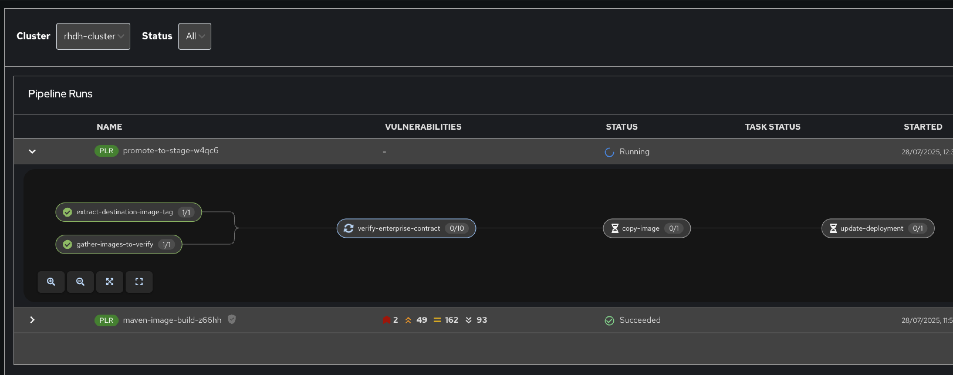 Cluster rhdh-cluster Status All
Pipeline Runs
NAME VULNERABILITIES STATUS TASK STATUS STARTED
PLR promote-to-stage-w4qc6 - Running 28/07/2025, 12:3
extract-destination-image-tag 1/1
verify-enterprise-contract 0/10 copy-image 0/1 update-deployment 0/1
gather-images-to-verify 1/1
PLR maven-image-build-z66hh 2 49 162 93 Succeeded 28/07/2025, 11:5